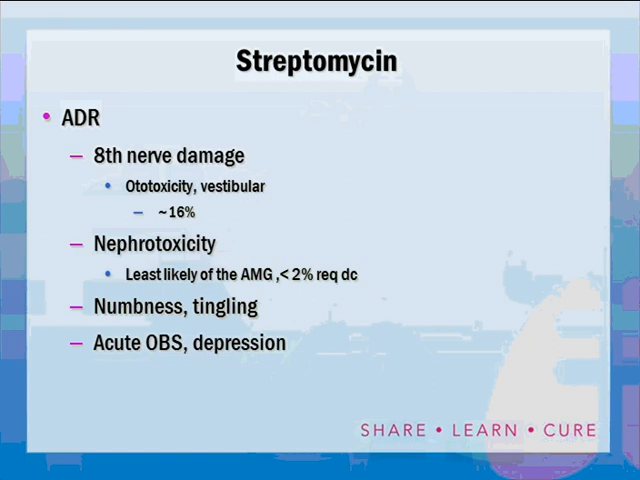 Streptomycin
• ADR
– 8th nerve damage
• Ototoxicity, vestibular
– ~16%
– Nephrotoxicity
• Least likely of the AMG ,< 2% req dc
– Numbness, tingling
– Acute OBS, depression
SHARE • LEARN • CURE